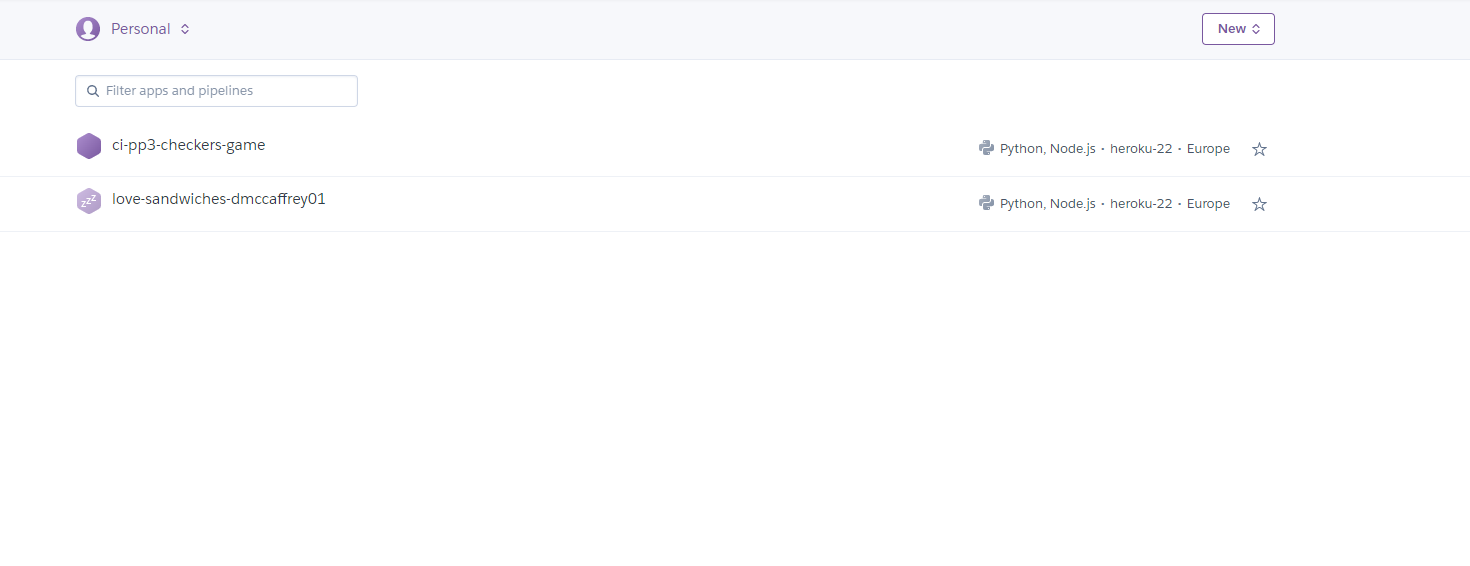 Personal
New
Filter apps and pipelines
ci-pp3-checkers-game
Python, Node.js · heroku-22 · Europe
zzz
love-sandwiches-dmccaffrey01
Python, Node.js · heroku-22 · Europe